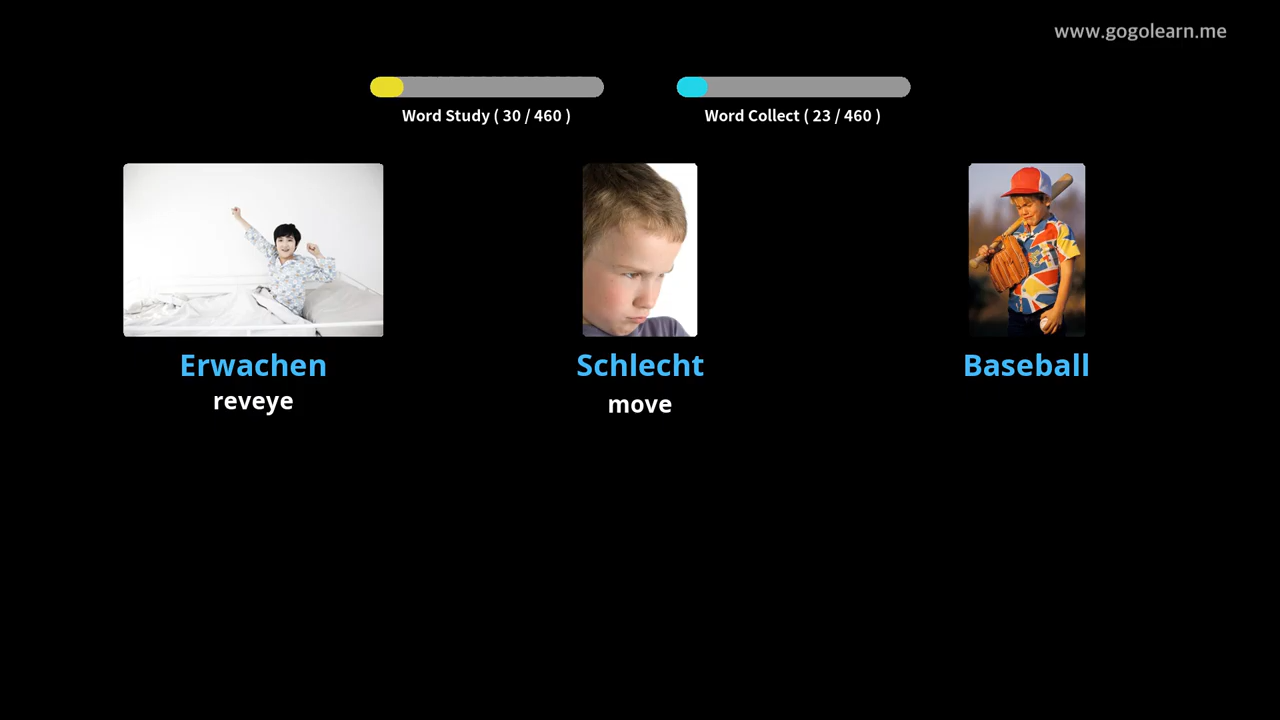 www.gogolearn.me
Word Study ( 30 / 460 )
Word Collect ( 23 / 460 )
Erwachen
reveye
Schlecht
move
Baseball